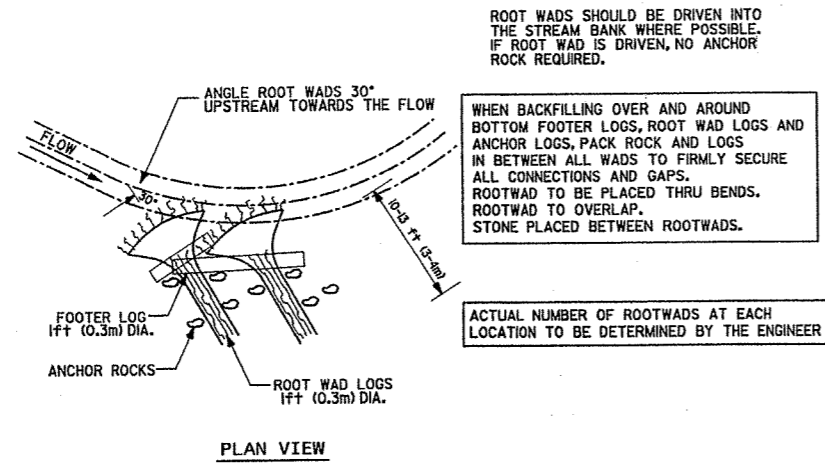 ROOT WADS SHOULD BE DRIVEN INTO
THE STREAM BANK WHERE POSSIBLE.
IF ROOT WAD IS DRIVEN, NO ANCHOR
ROCK REQUIRED.
ANGLE ROOT WADS 30°
UPSTREAM TOWARDS THE FLOW
FLOW
30°
WHEN BACKFILLING OVER AND AROUND
BOTTOM FOOTER LOGS, ROOT WAD LOGS AND
ANCHOR LOGS, PACK ROCK AND LOGS
IN BETWEEN ALL WADS TO FIRMLY SECURE
ALL CONNECTIONS AND GAPS.
ROOTWAD TO BE PLACED THRU BENDS.
ROOTWAD TO OVERLAP.
STONE PLACED BETWEEN ROOTWADS.
10-13 ft (3-4m)
FOOTER LOG
1ft (0.3m) DIA.
ACTUAL NUMBER OF ROOTWADS AT EACH
LOCATION TO BE DETERMINED BY THE ENGINEER
ANCHOR ROCKS
ROOT WAD LOGS
1ft (0.3m) DIA.
PLAN VIEW